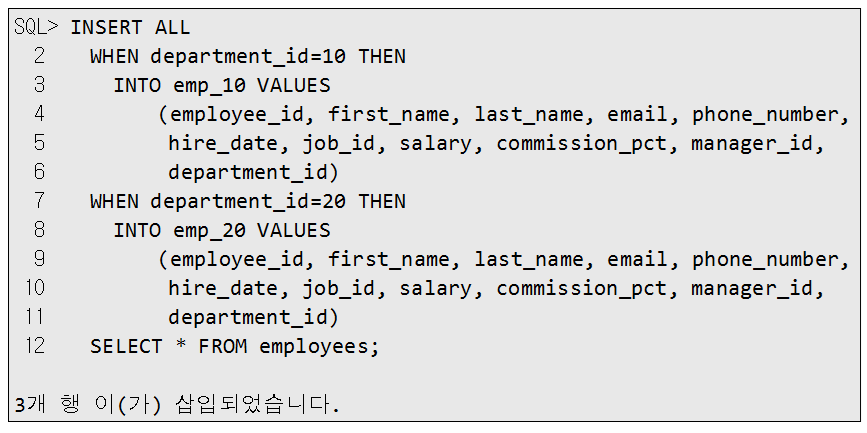 SQL> INSERT ALL
2 WHEN department_id=10 THEN
3 INTO emp_10 VALUES
4 (employee_id, first_name, last_name, email, phone_number,
5 hire_date, job_id, salary, commission_pct, manager_id,
6 department_id)
7 WHEN department_id=20 THEN
8 INTO emp_20 VALUES
9 (employee_id, first_name, last_name, email, phone_number,
10 hire_date, job_id, salary, commission_pct, manager_id,
11 department_id)
12 SELECT * FROM employees;
3개 행 이(가) 삽입되었습니다.